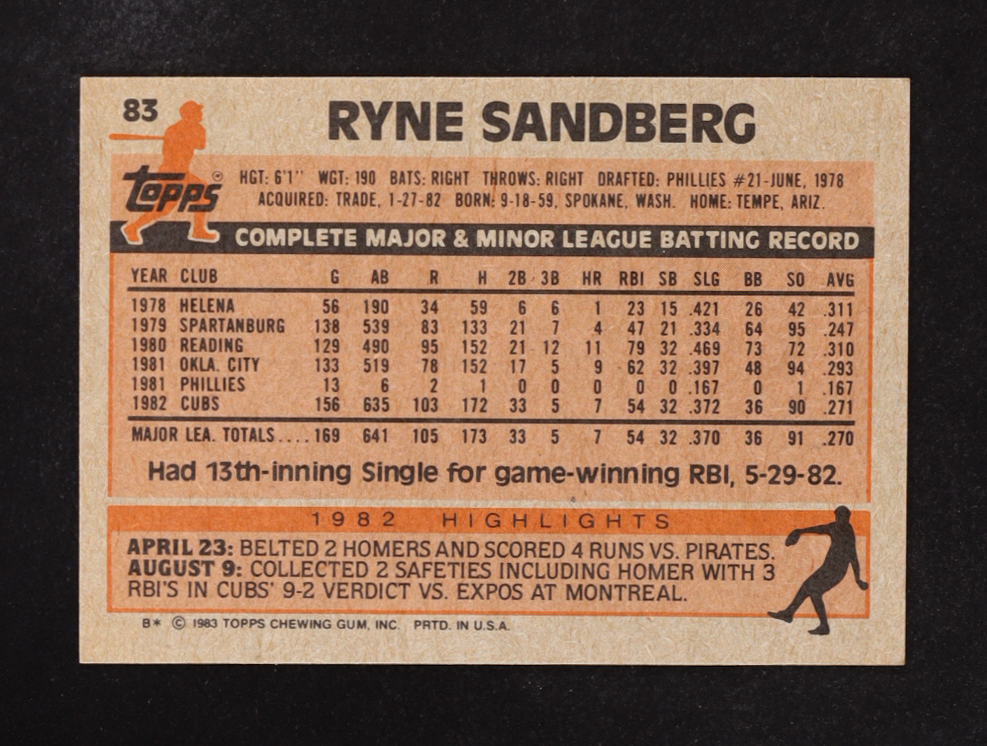 83
RYNE SANDBERG
topps
HGT: 6'1" WGT: 190 BATS: RIGHT THROWS: RIGHT DRAFTED: PHILLIES #21-JUNE, 1978
ACQUIRED: TRADE, 1-27-82 BORN: 9-18-59, SPOKANE, WASH. HOME: TEMPE, ARIZ.
COMPLETE MAJOR & MINOR LEAGUE BATTING RECORD
YEAR CLUB G AB R H 2B 3B HR RBI SB SLG BB SO AVG
1978 HELENA 56 190 34 59 6 6 1 23 15 .421 26 42 .311
1979 SPARTANBURG 138 539 83 133 21 7 4 47 21 .334 64 95 .247
1980 READING 129 490 95 152 21 12 11 79 32 .469 73 72 .310
1981 OKLA. CITY 133 519 78 152 17 5 9 62 32 .397 48 94 .293
1981 PHILLIES 13 6 2 1 0 0 0 0 0 .167 0 1 .167
1982 CUBS 156 635 103 172 33 5 7 54 32 .372 36 90 .271
MAJOR LEA. TOTALS.... 169 641 105 173 33 5 7 54 32 .370 36 91 .270
Had 13th-inning Single for game-winning RBI, 5-29-82.
1982 HIGHLIGHTS
APRIL 23: BELTED 2 HOMERS AND SCORED 4 RUNS VS. PIRATES.
AUGUST 9: COLLECTED 2 SAFETIES INCLUDING HOMER WITH 3
RBI'S IN CUBS' 9-2 VERDICT VS. EXPOS AT MONTREAL.
B* © 1983 TOPPS CHEWING GUM, INC. PRTD. IN U.S.A.